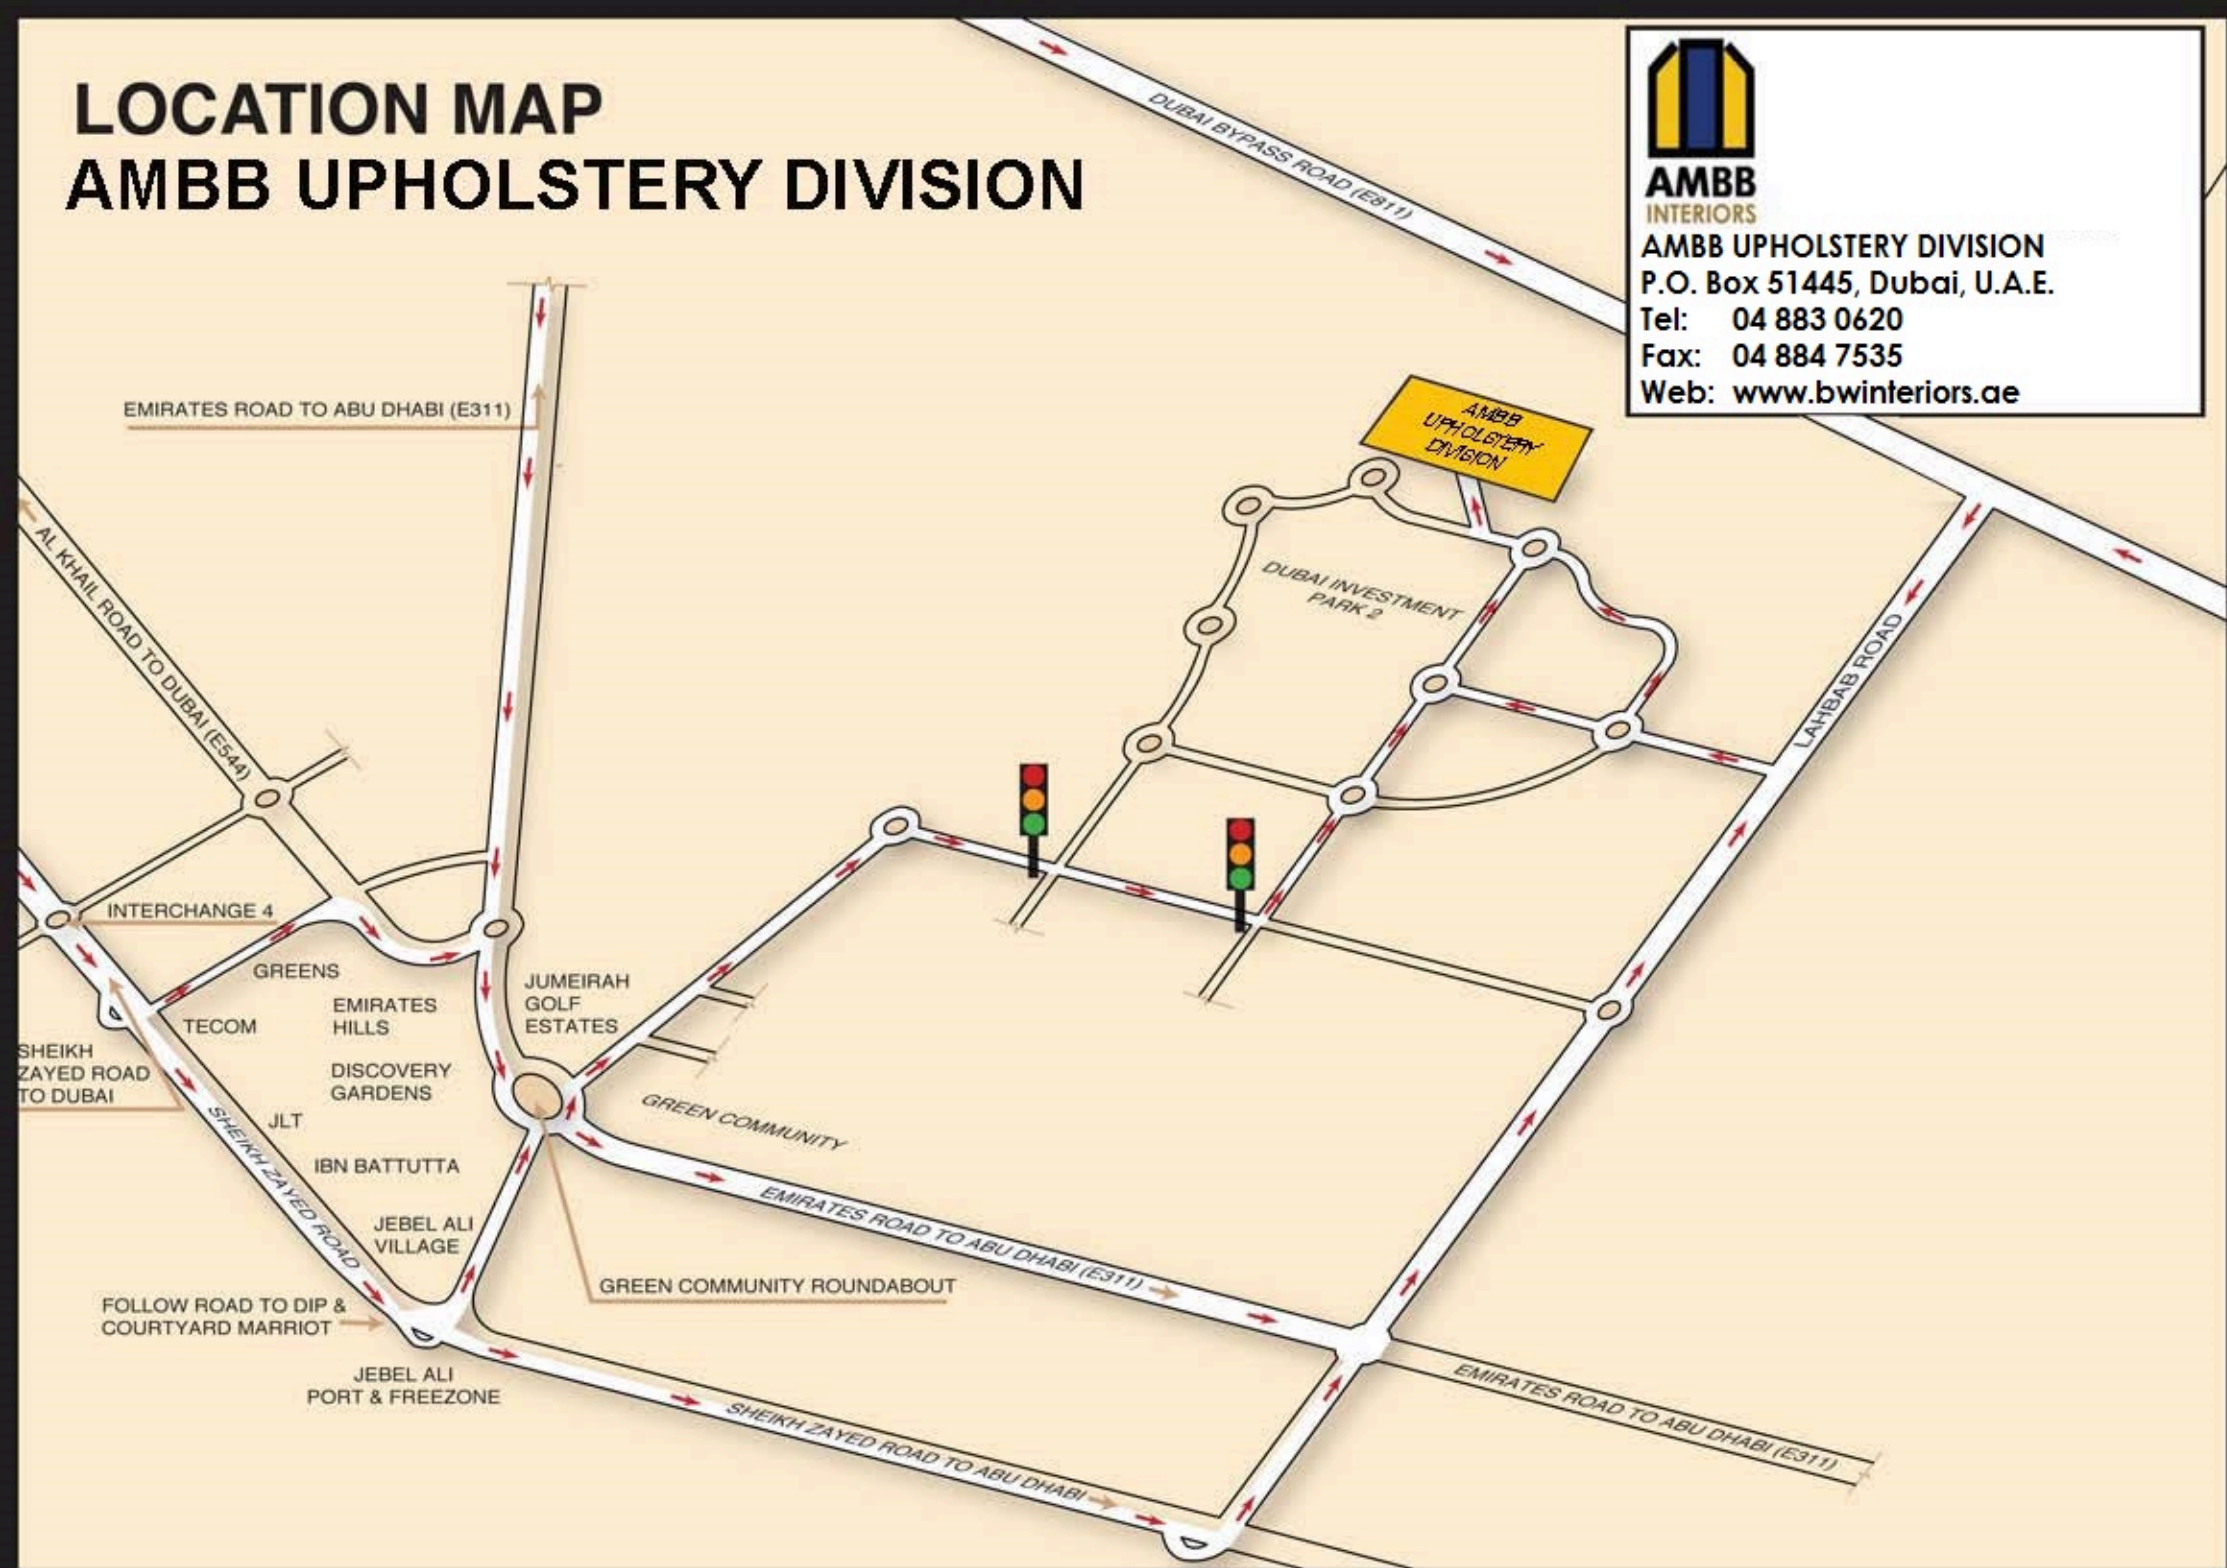 LOCATION MAP
AMBB UPHOLSTERY DIVISION
DUBAI BYPASS ROAD (E811)
AMBB
INTERIORS
AMBB UPHOLSTERY DIVISION
P.O. Box 51445, Dubai, U.A.E.
Tel: 04 883 0620
Fax: 04 884 7535
Web: www.bwinteriors.ae
EMIRATES ROAD TO ABU DHABI (E311)
AMBB
UPHOLSTERY
DIVISION
AL KHAIL ROAD TO DUBAI (E544)
DUBAI INVESTMENT
PARK 2
LAHBAB ROAD
INTERCHANGE 4
GREENS
EMIRATES
HILLS
TECOM
JUMEIRAH
GOLF
ESTATES
SHEIKH
ZAYED ROAD
TO DUBAI
DISCOVERY
GARDENS
JLT
GREEN COMMUNITY
SHEIKH ZAYED ROAD
IBN BATTUTTA
JEBEL ALI
VILLAGE
EMIRATES ROAD TO ABU DHABI (E311)
GREEN COMMUNITY ROUNDABOUT
FOLLOW ROAD TO DIP &
COURTYARD MARRIOT
JEBEL ALI
PORT & FREEZONE
SHEIKH ZAYED ROAD TO ABU DHABI
EMIRATES ROAD TO ABU DHABI (E311)